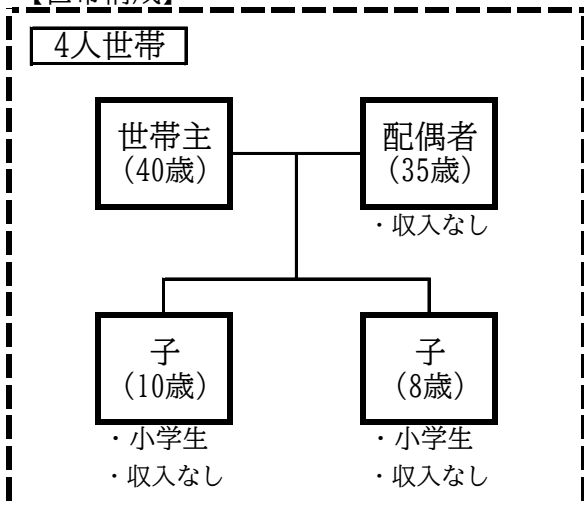 4人世帯
世帯主
(40歳)
配偶者
(35歳)
・収入なし
子
(10歳)
子
(8歳)
・小学生
・収入なし
・小学生
・収入なし